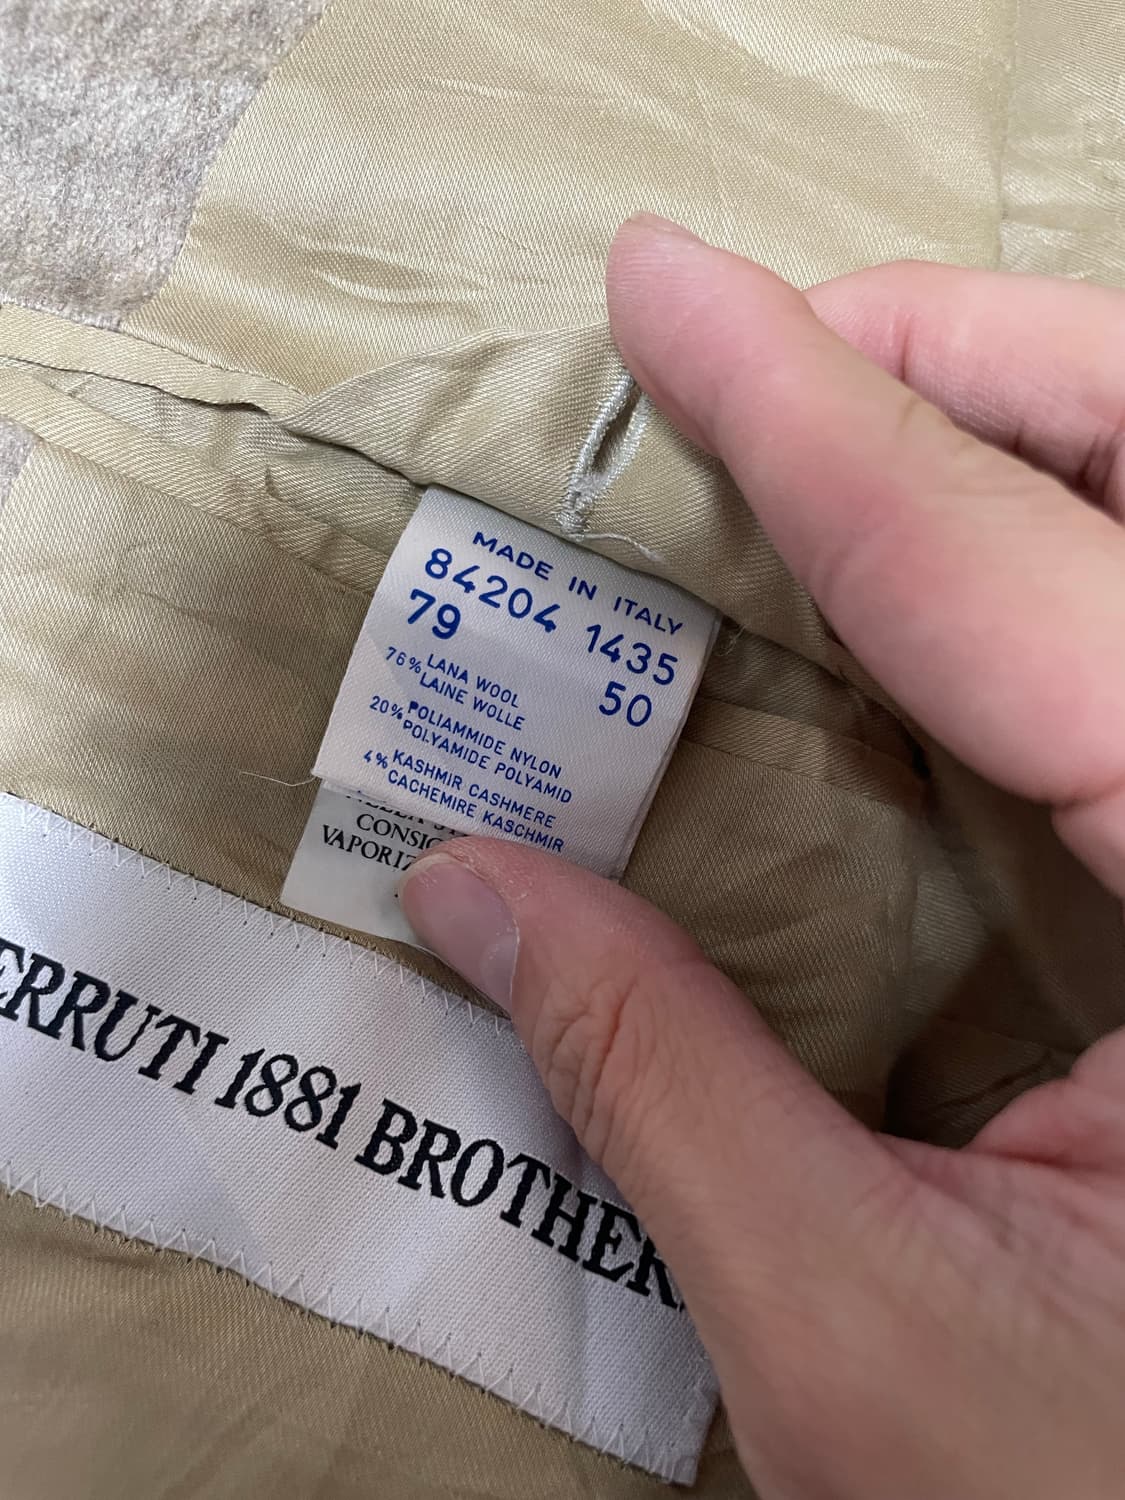 MADE IN ITALY
84204 1435
79 50
76% LANA WOOL
LAINE WOLLE
20% POLIAMMIDE NYLON
POLYAMIDE POLYAMID
4% KASHMIR CASHMERE
CACHEMIRE KASCHMIR
CONSIG
VAPORIZ
ERRUTI 1881 BROTHERS